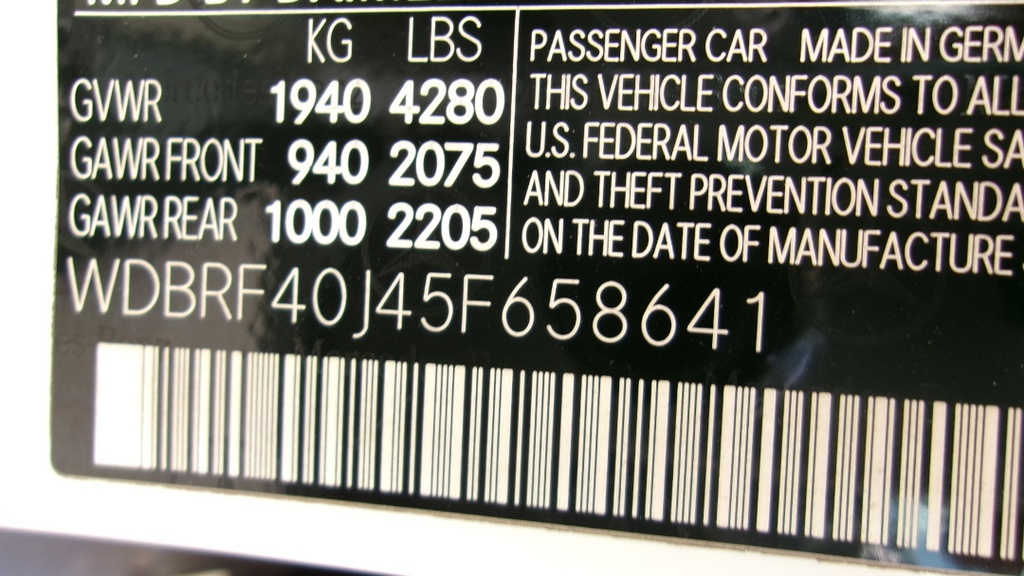 KG LBS
GVWR 1940 4280
GAWR FRONT 940 2075
GAWR REAR 1000 2205
PASSENGER CAR MADE IN GERM
THIS VEHICLE CONFORMS TO ALL
U.S. FEDERAL MOTOR VEHICLE SA
AND THEFT PREVENTION STANDA
ON THE DATE OF MANUFACTURE
WDBRF40J45F658641